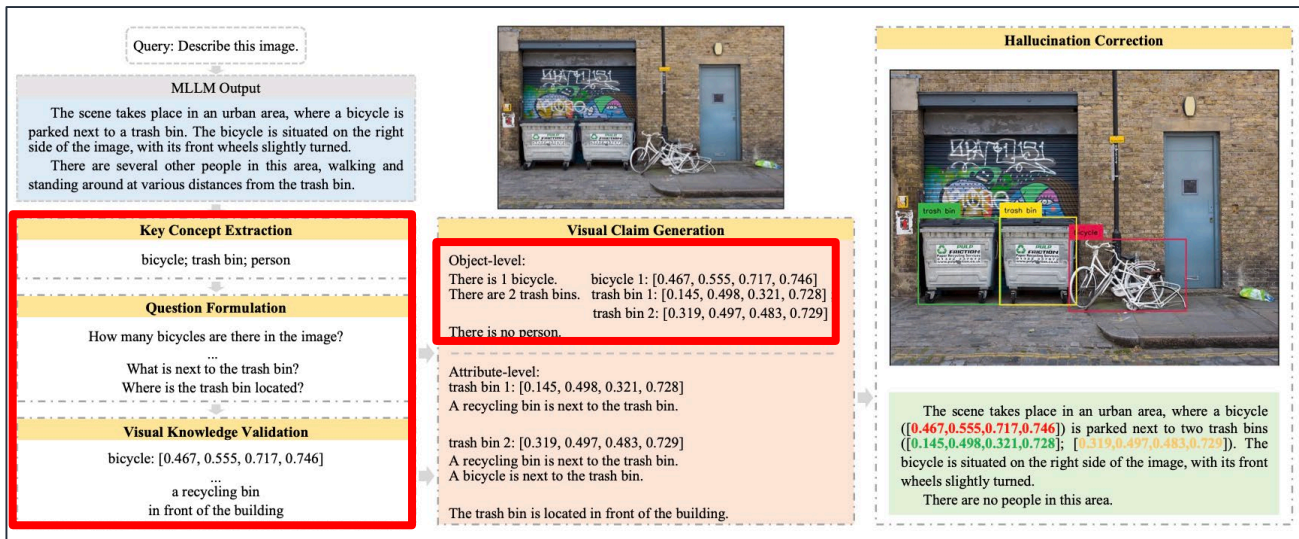 Query: Describe this image.
MLLM Output
The scene takes place in an urban area, where a bicycle is
parked next to a trash bin. The bicycle is situated on the right
side of the image, with its front wheels slightly turned.
There are several other people in this area, walking and
standing around at various distances from the trash bin.
Key Concept Extraction
bicycle; trash bin; person
Question Formulation
How many bicycles are there in the image?
...
What is next to the trash bin?
Where is the trash bin located?
Visual Knowledge Validation
bicycle: [0.467, 0.555, 0.717, 0.746]
...
a recycling bin
in front of the building
Visual Claim Generation
Object-level:
There is 1 bicycle. bicycle 1: [0.467, 0.555, 0.717, 0.746]
There are 2 trash bins. trash bin 1: [0.145, 0.498, 0.321, 0.728]
trash bin 2: [0.319, 0.497, 0.483, 0.729]
There is no person.
Attribute-level:
trash bin 1: [0.145, 0.498, 0.321, 0.728]
A recycling bin is next to the trash bin.
trash bin 2: [0.319, 0.497, 0.483, 0.729]
A recycling bin is next to the trash bin.
A bicycle is next to the trash bin.
The trash bin is located in front of the building.
Hallucination Correction
trash bin
trash bin
bicycle
PULP
FRACTION
PULP
FRACTION
The scene takes place in an urban area, where a bicycle
([0.467,0.555,0.717,0.746]) is parked next to two trash bins
([0.145,0.498,0.321,0.728]; [0.319,0.497,0.483,0.729]). The
bicycle is situated on the right side of the image, with its front
wheels slightly turned.
There are no people in this area.